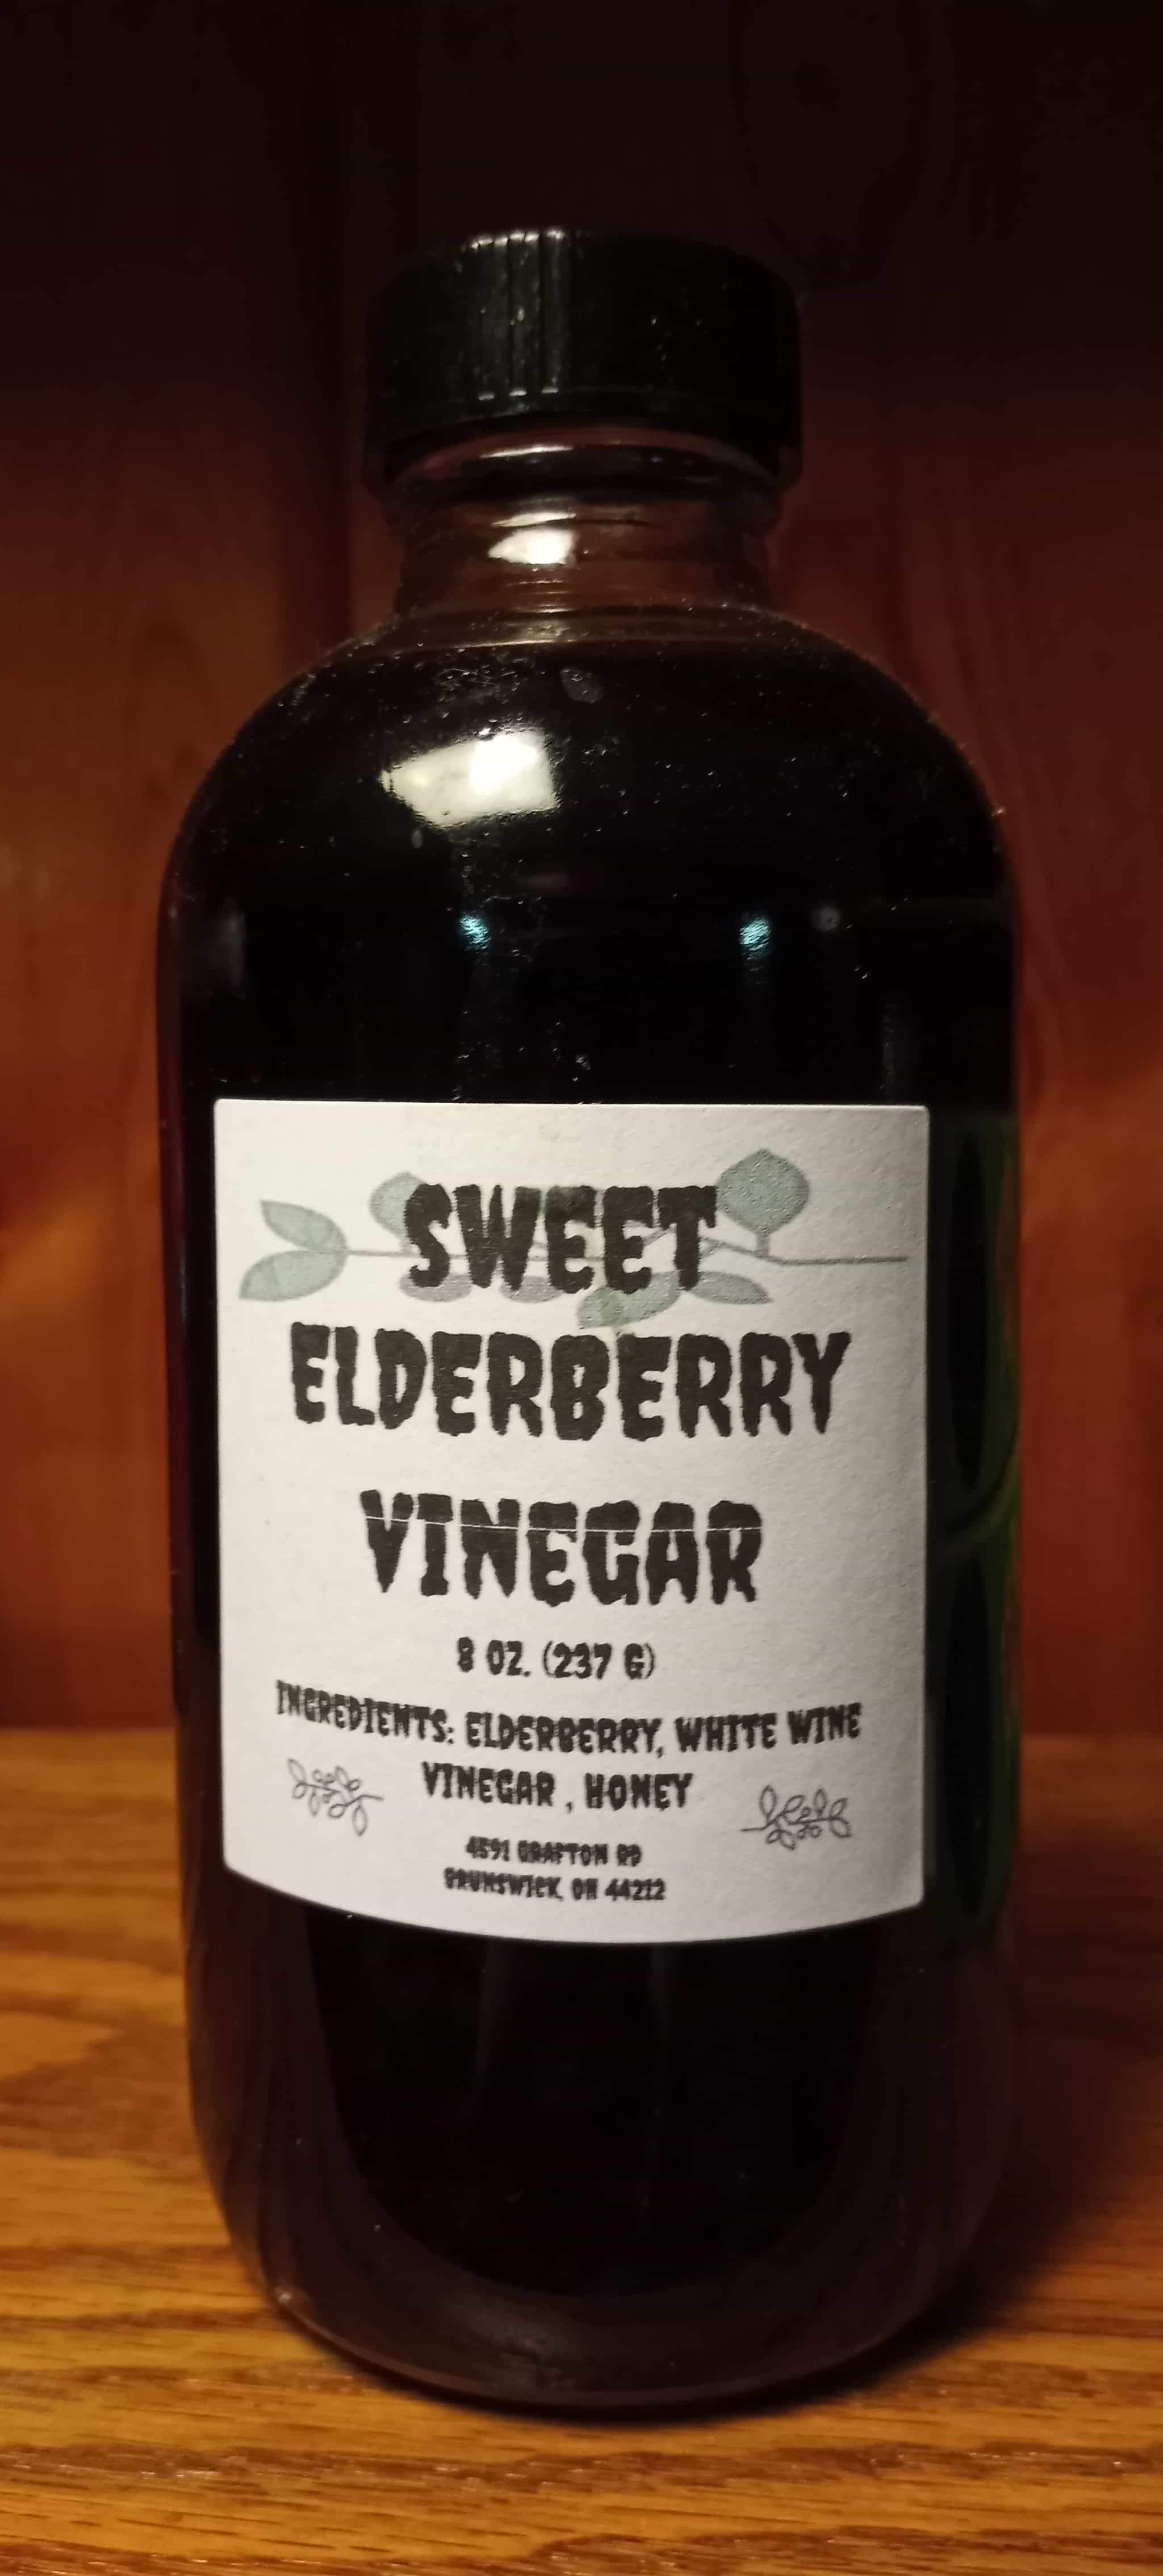 SWEET
ELDERBERRY
VINEGAR
8 OZ. (237 G)
INGREDIENTS: ELDERBERRY, WHITE WINE
VINEGAR , HONEY
4591 GRAFTON RD
BRUNSWICK, OH 44212